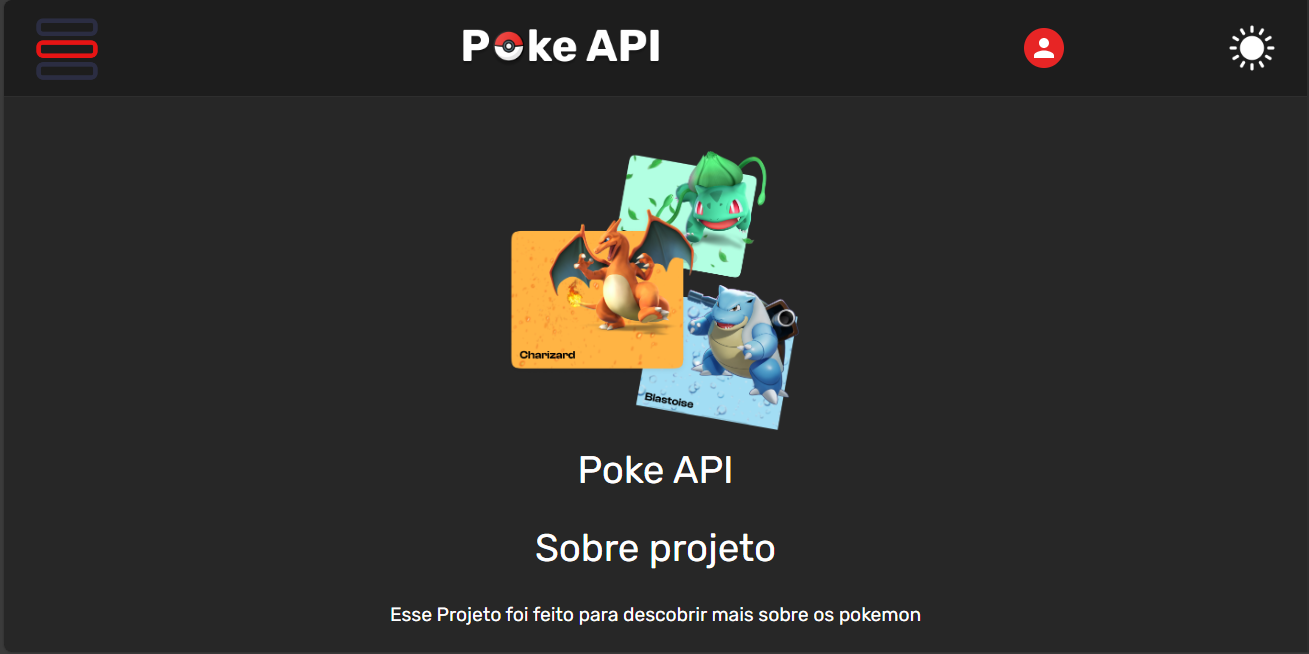 Poke API
Charizard
Blastoise
Poke API
Sobre projeto
Esse Projeto foi feito para descobrir mais sobre os pokemon